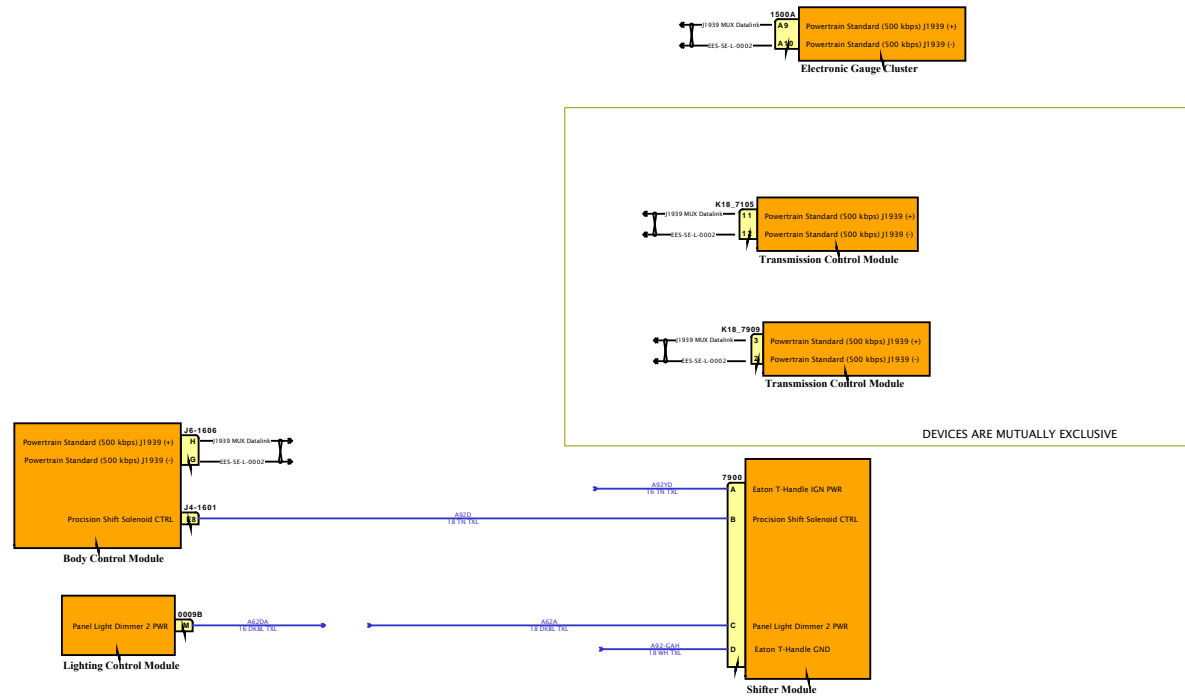 1500A
J1939 MUX Datalink
A9
Powertrain Standard (500 kbps) J1939 (+)
EES-SE-L-0002
A10
Powertrain Standard (500 kbps) J1939 (-)
Electronic Gauge Cluster
K18_7105
J1939 MUX Datalink
11
Powertrain Standard (500 kbps) J1939 (+)
EES-SE-L-0002
12
Powertrain Standard (500 kbps) J1939 (-)
Transmission Control Module
K18_7909
J1939 MUX Datalink
3
Powertrain Standard (500 kbps) J1939 (+)
EES-SE-L-0002
2
Powertrain Standard (500 kbps) J1939 (-)
Transmission Control Module
DEVICES ARE MUTUALLY EXCLUSIVE
J6-1606
Powertrain Standard (500 kbps) J1939 (+)
H
J1939 MUX Datalink
Powertrain Standard (500 kbps) J1939 (-)
G
EES-SE-L-0002
J4-1601
Precision Shift Solenoid CTRL
E8
Body Control Module
A92D
18 TN TXL
7900
A92YD
16 TN TXL
A
Eaton T-Handle IGN PWR
B
Precision Shift Solenoid CTRL
0009B
Panel Light Dimmer 2 PWR
M
A62DA
16 DKBL TXL
Lighting Control Module
A62A
18 DKBL TXL
C
Panel Light Dimmer 2 PWR
A92-GAH
18 WH TXL
D
Eaton T-Handle GND
Shifter Module